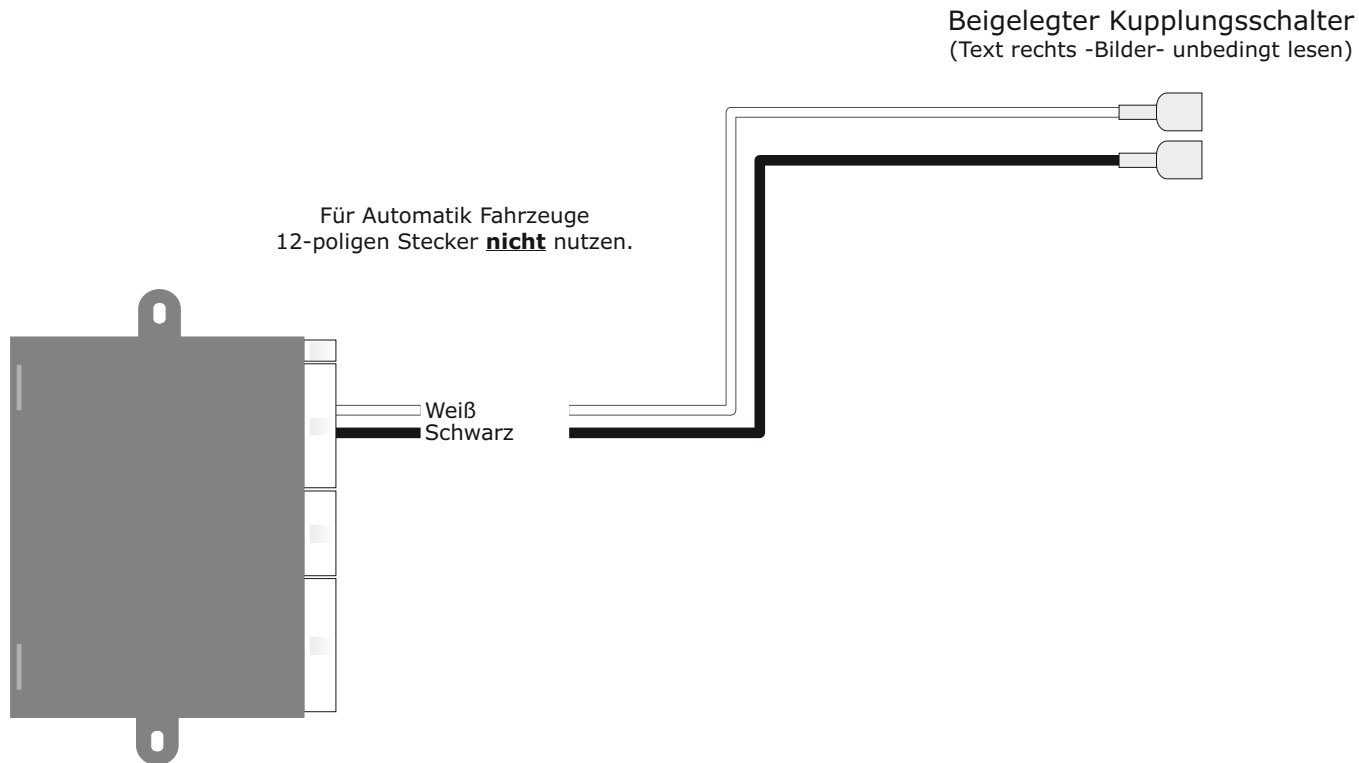 Beigelegter Kupplungsschalter
(Text rechts -Bilder- unbedingt lesen)
Für Automatik Fahrzeuge
12-poligen Stecker nicht nutzen.
Weiß
Schwarz